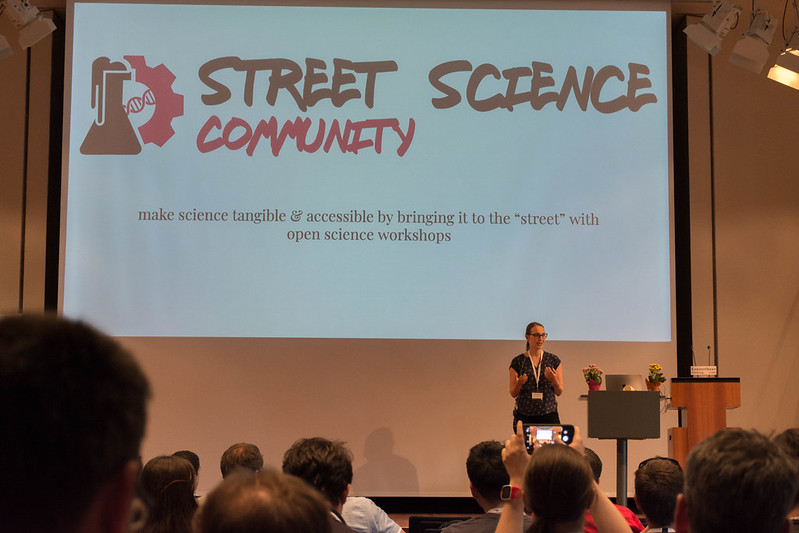 STREET SCIENCE
COMMUNITY
make science tangible & accessible by bringing it to the “street” with
open science workshops